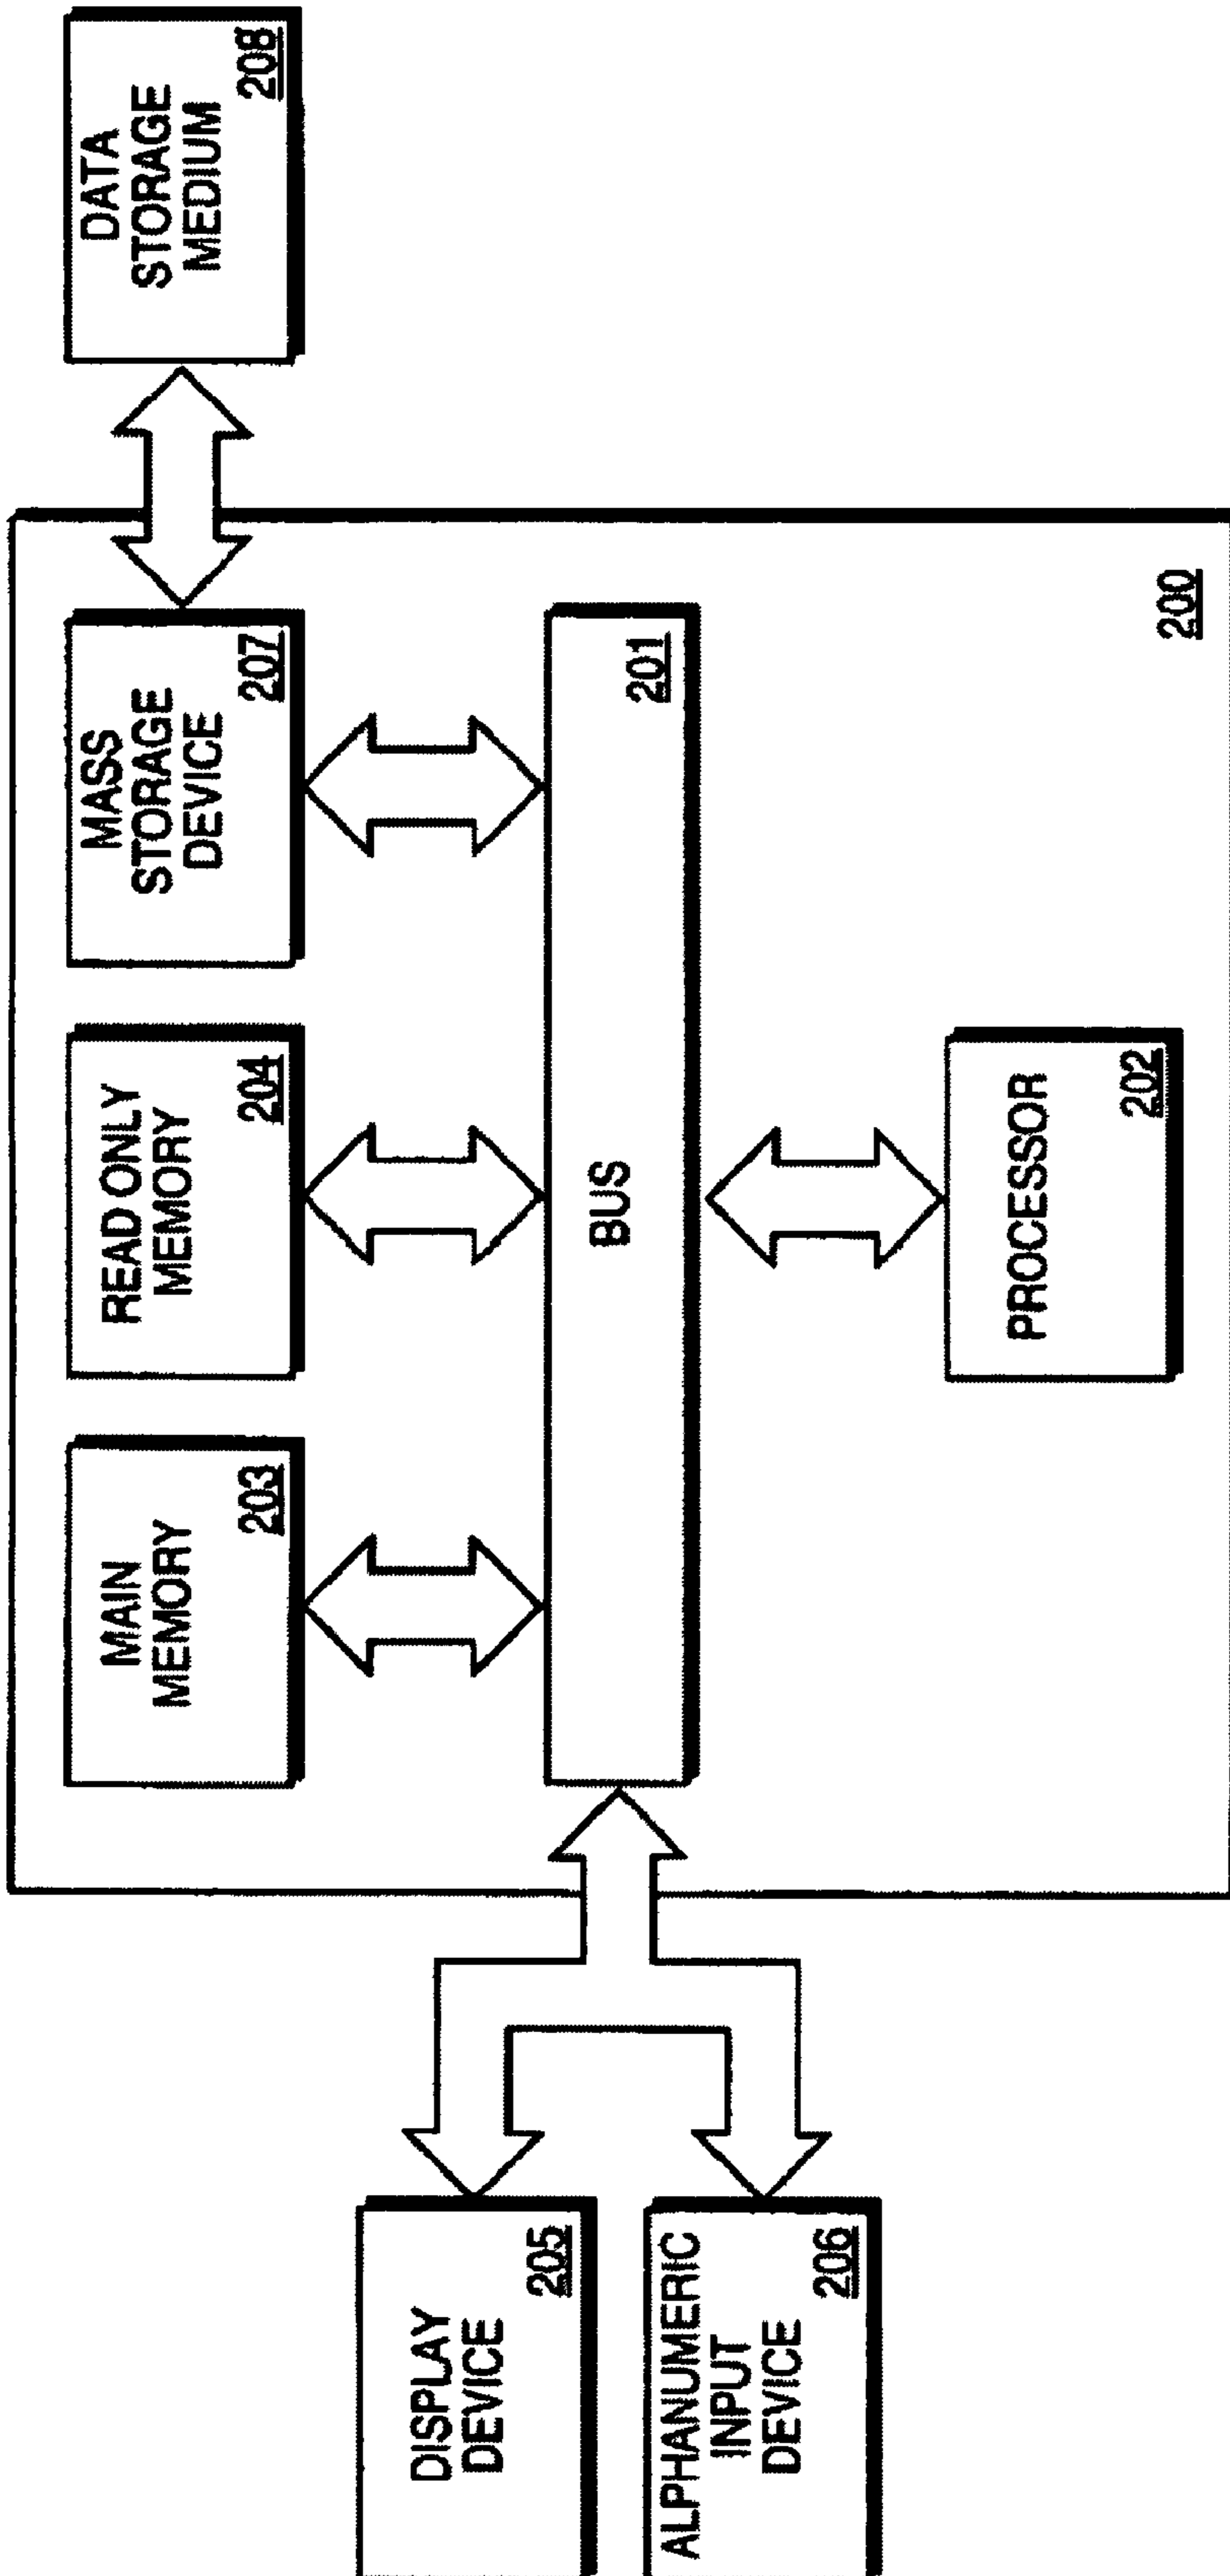 MAIN
MEMORY
203
READ ONLY
MEMORY
204
MASS
STORAGE
DEVICE
207
DATA
STORAGE
MEDIUM
208
DISPLAY
DEVICE
205
BUS
201
ALPHANUMERIC
INPUT
DEVICE
206
PROCESSOR
202
200